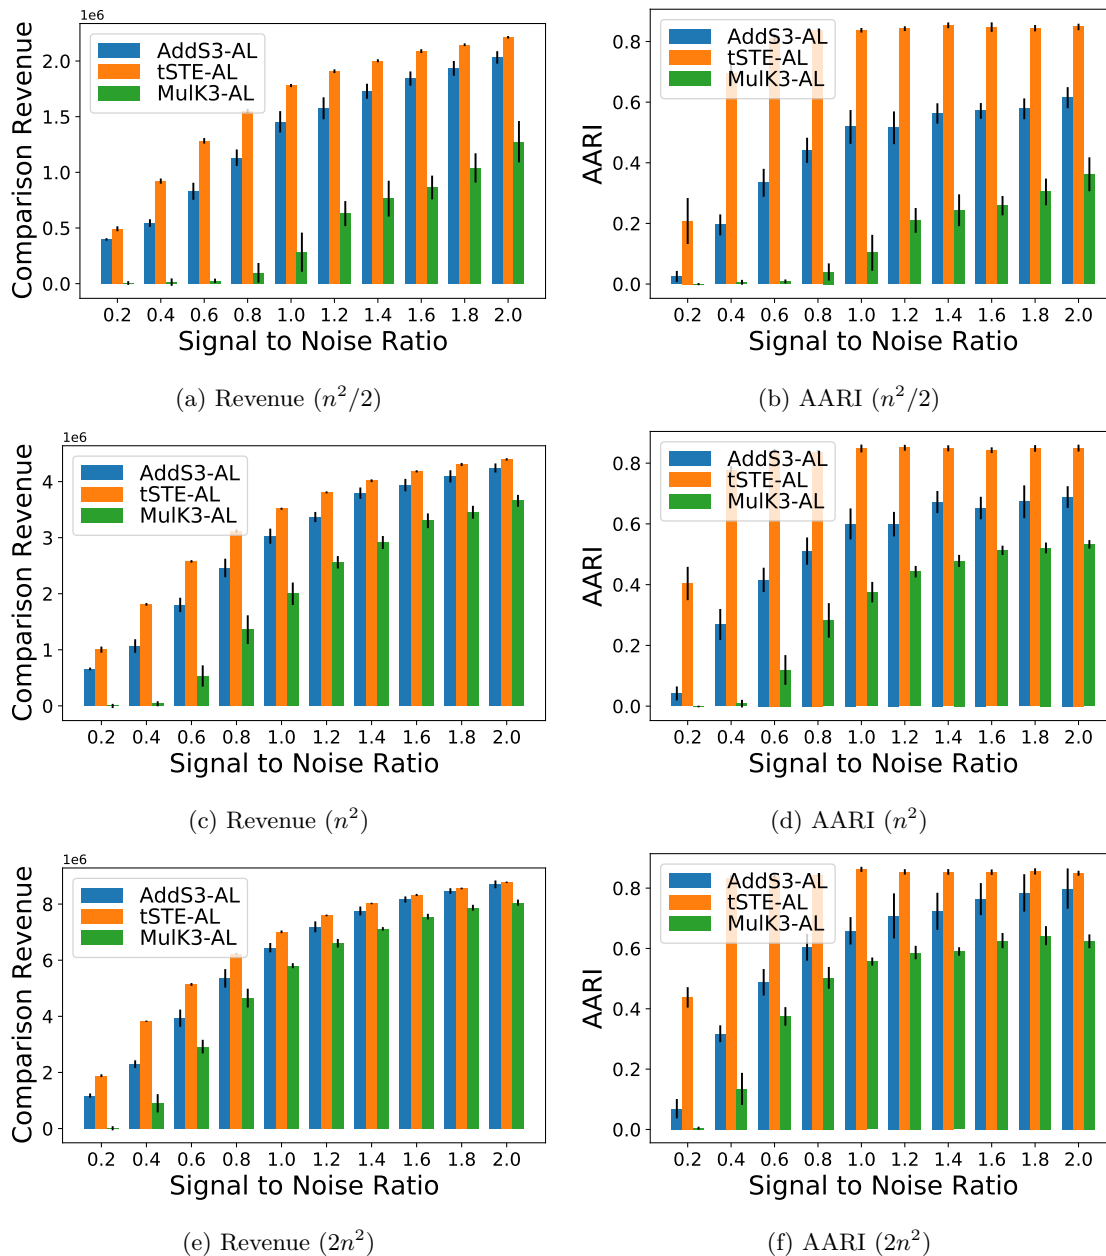 1e6
AddS3-AL
tSTE-AL
MulK3-AL
Comparison Revenue
2.0
1.5
1.0
0.5
0.0
0.2 0.4 0.6 0.8 1.0 1.2 1.4 1.6 1.8 2.0
Signal to Noise Ratio
(a) Revenue (n²/2)
AddS3-AL
tSTE-AL
MulK3-AL
AARI
0.8
0.6
0.4
0.2
0.0
0.2 0.4 0.6 0.8 1.0 1.2 1.4 1.6 1.8 2.0
Signal to Noise Ratio
(b) AARI (n²/2)
1e6
AddS3-AL
tSTE-AL
MulK3-AL
Comparison Revenue
4
3
2
1
0
0.2 0.4 0.6 0.8 1.0 1.2 1.4 1.6 1.8 2.0
Signal to Noise Ratio
(c) Revenue (n²)
AddS3-AL
tSTE-AL
MulK3-AL
AARI
0.8
0.6
0.4
0.2
0.0
0.2 0.4 0.6 0.8 1.0 1.2 1.4 1.6 1.8 2.0
Signal to Noise Ratio
(d) AARI (n²)
1e6
AddS3-AL
tSTE-AL
MulK3-AL
Comparison Revenue
8
6
4
2
0
0.2 0.4 0.6 0.8 1.0 1.2 1.4 1.6 1.8 2.0
Signal to Noise Ratio
(e) Revenue (2n²)
AddS3-AL
tSTE-AL
MulK3-AL
AARI
0.8
0.6
0.4
0.2
0.0
0.2 0.4 0.6 0.8 1.0 1.2 1.4 1.6 1.8 2.0
Signal to Noise Ratio
(f) AARI (2n²)